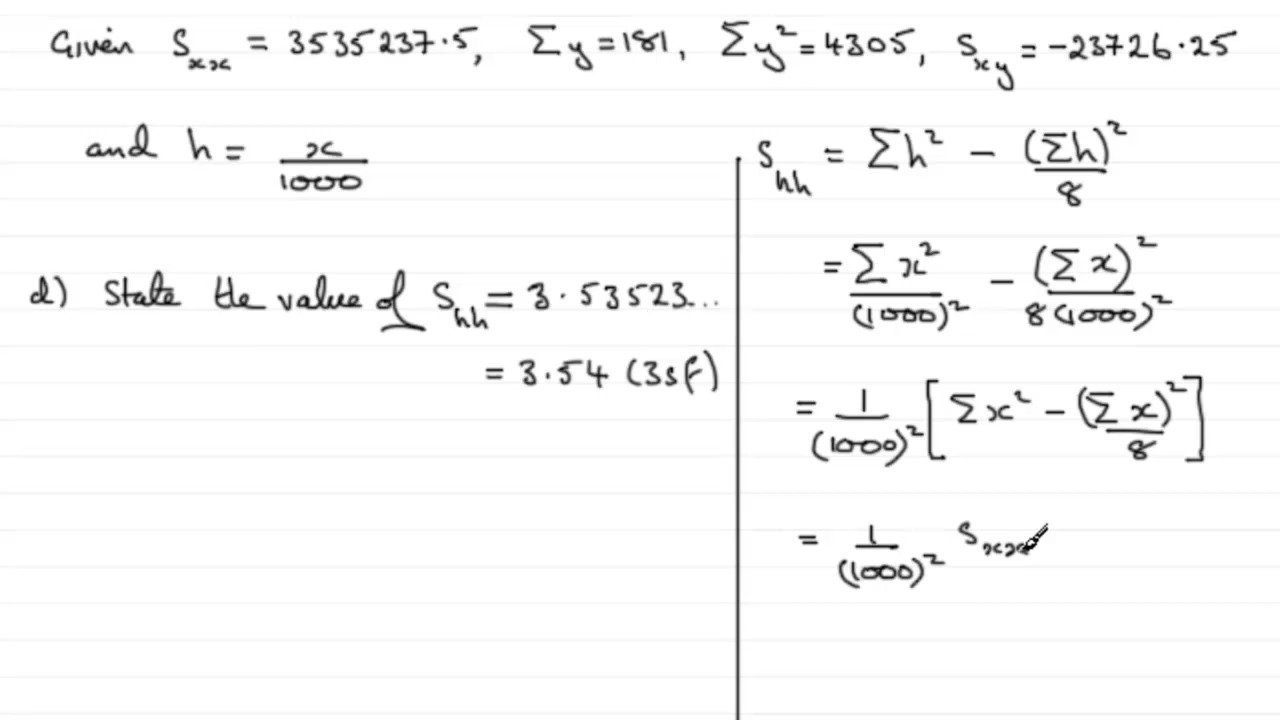 Given Sxx = 3535237.5, Σy = 181, Σy² = 4305, Sxy = -23726.25
and h = x/1000
d) State the value of Shh = 3.53523...
= 3.54 (3sf)
Shh = Σh² - (Σh)²/8
= Σx²/(1000)² - (Σx)²/8(1000)²
= 1/(1000)² [Σx² - (Σx)²/8]
= 1/(1000)² Sxx